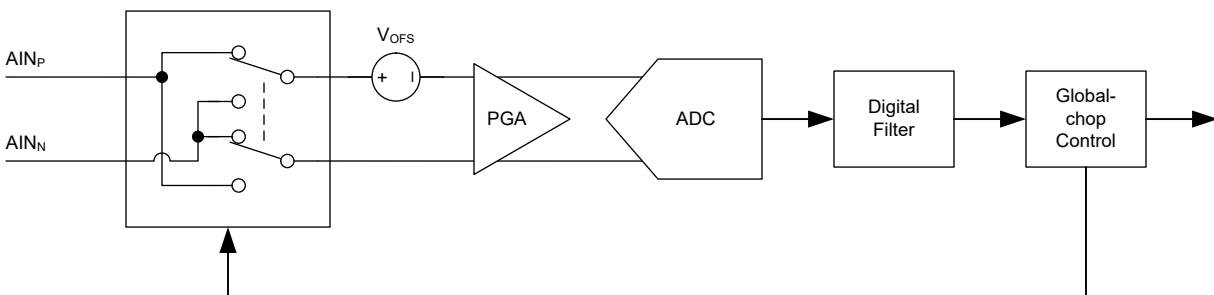 AINP
VOFS
+
AINN
PGA
ADC
Digital
Filter
Global-
chop
Control